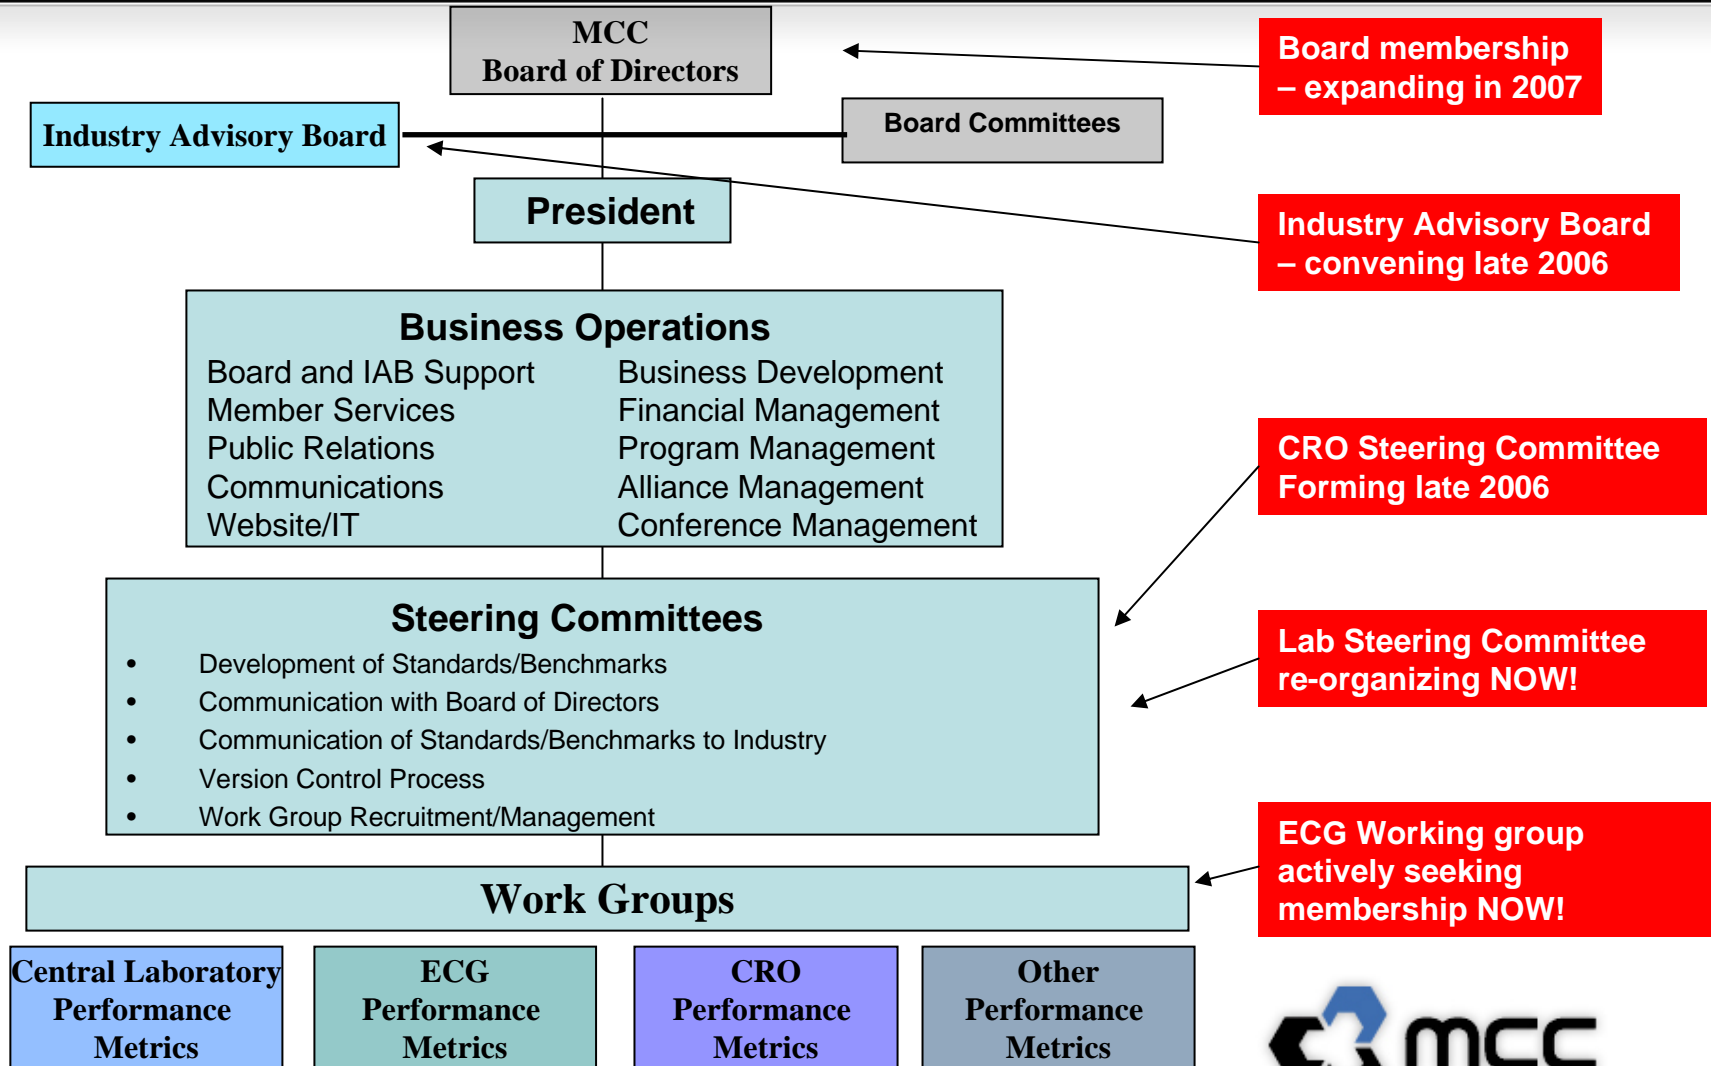 MCC
Board of Directors
Board membership
– expanding in 2007
Industry Advisory Board
Board Committees
President
Industry Advisory Board
– convening late 2006
Business Operations
Board and IAB Support
Member Services
Public Relations
Communications
Website/IT
Business Development
Financial Management
Program Management
Alliance Management
Conference Management
CRO Steering Committee
Forming late 2006
Steering Committees
• Development of Standards/Benchmarks
• Communication with Board of Directors
• Communication of Standards/Benchmarks to Industry
• Version Control Process
• Work Group Recruitment/Management
Lab Steering Committee
re-organizing NOW!
Work Groups
ECG Working group
actively seeking
membership NOW!
Central Laboratory
Performance
Metrics
ECG
Performance
Metrics
CRO
Performance
Metrics
Other
Performance
Metrics
mcc